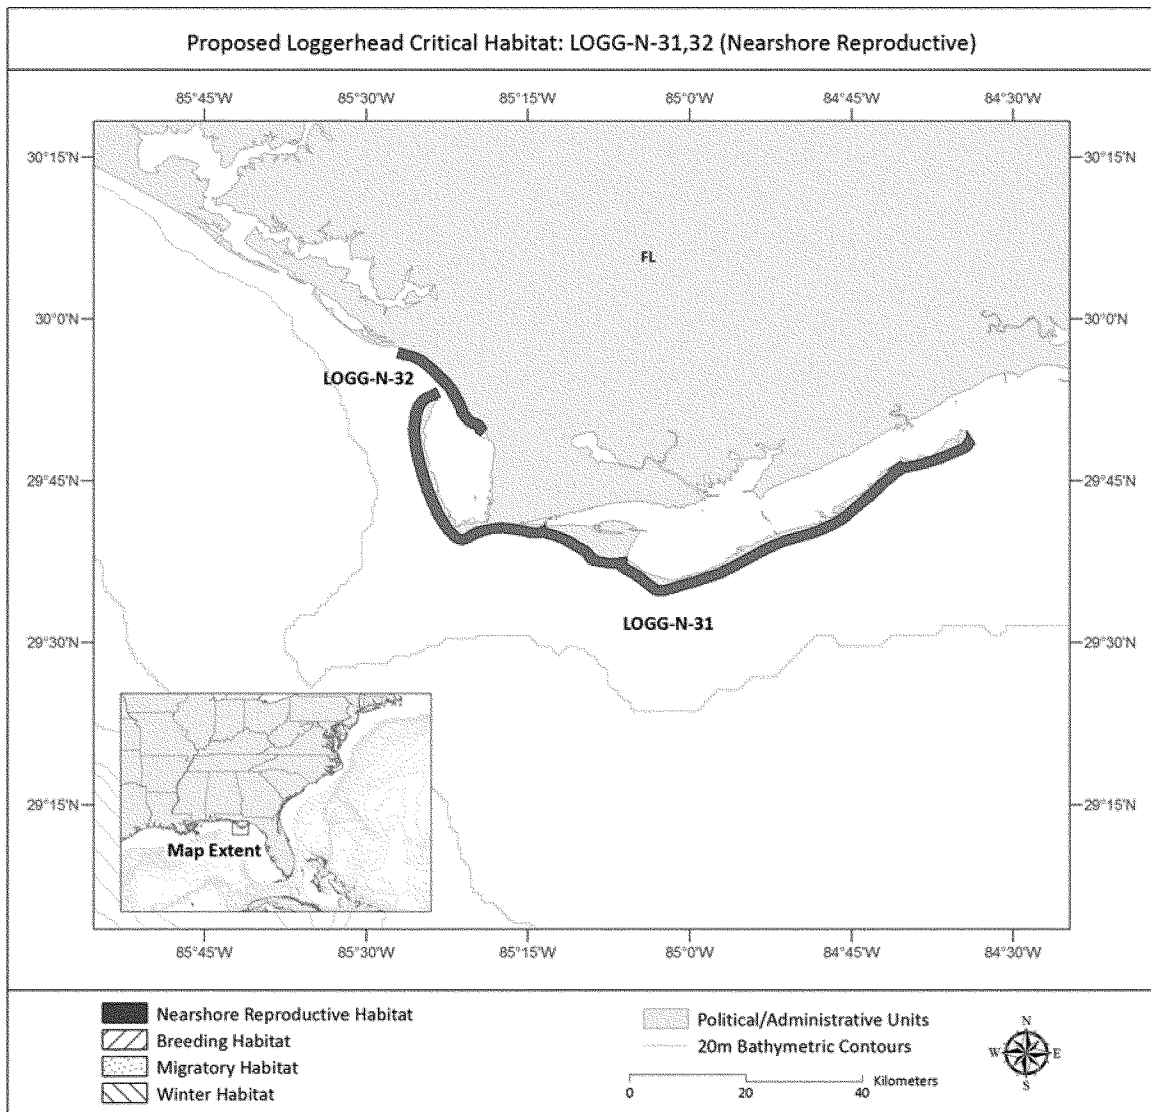 Proposed Loggerhead Critical Habitat: LOGG-N-31,32 (Nearshore Reproductive)
85°45'W 85°30'W 85°15'W 85°0'W 84°45'W 84°30'W
30°15'N 30°15'N
FL
30°0'N 30°0'N
LOGG-N-32
29°45'N 29°45'N
LOGG-N-31
29°30'N 29°30'N
29°15'N 29°15'N
Map Extent
85°45'W 85°30'W 85°15'W 85°0'W 84°45'W 84°30'W
Nearshore Reproductive Habitat
Breeding Habitat
Migratory Habitat
Winter Habitat
Political/Administrative Units
20m Bathymetric Contours
Kilometers
0 20 40
N
W E
S